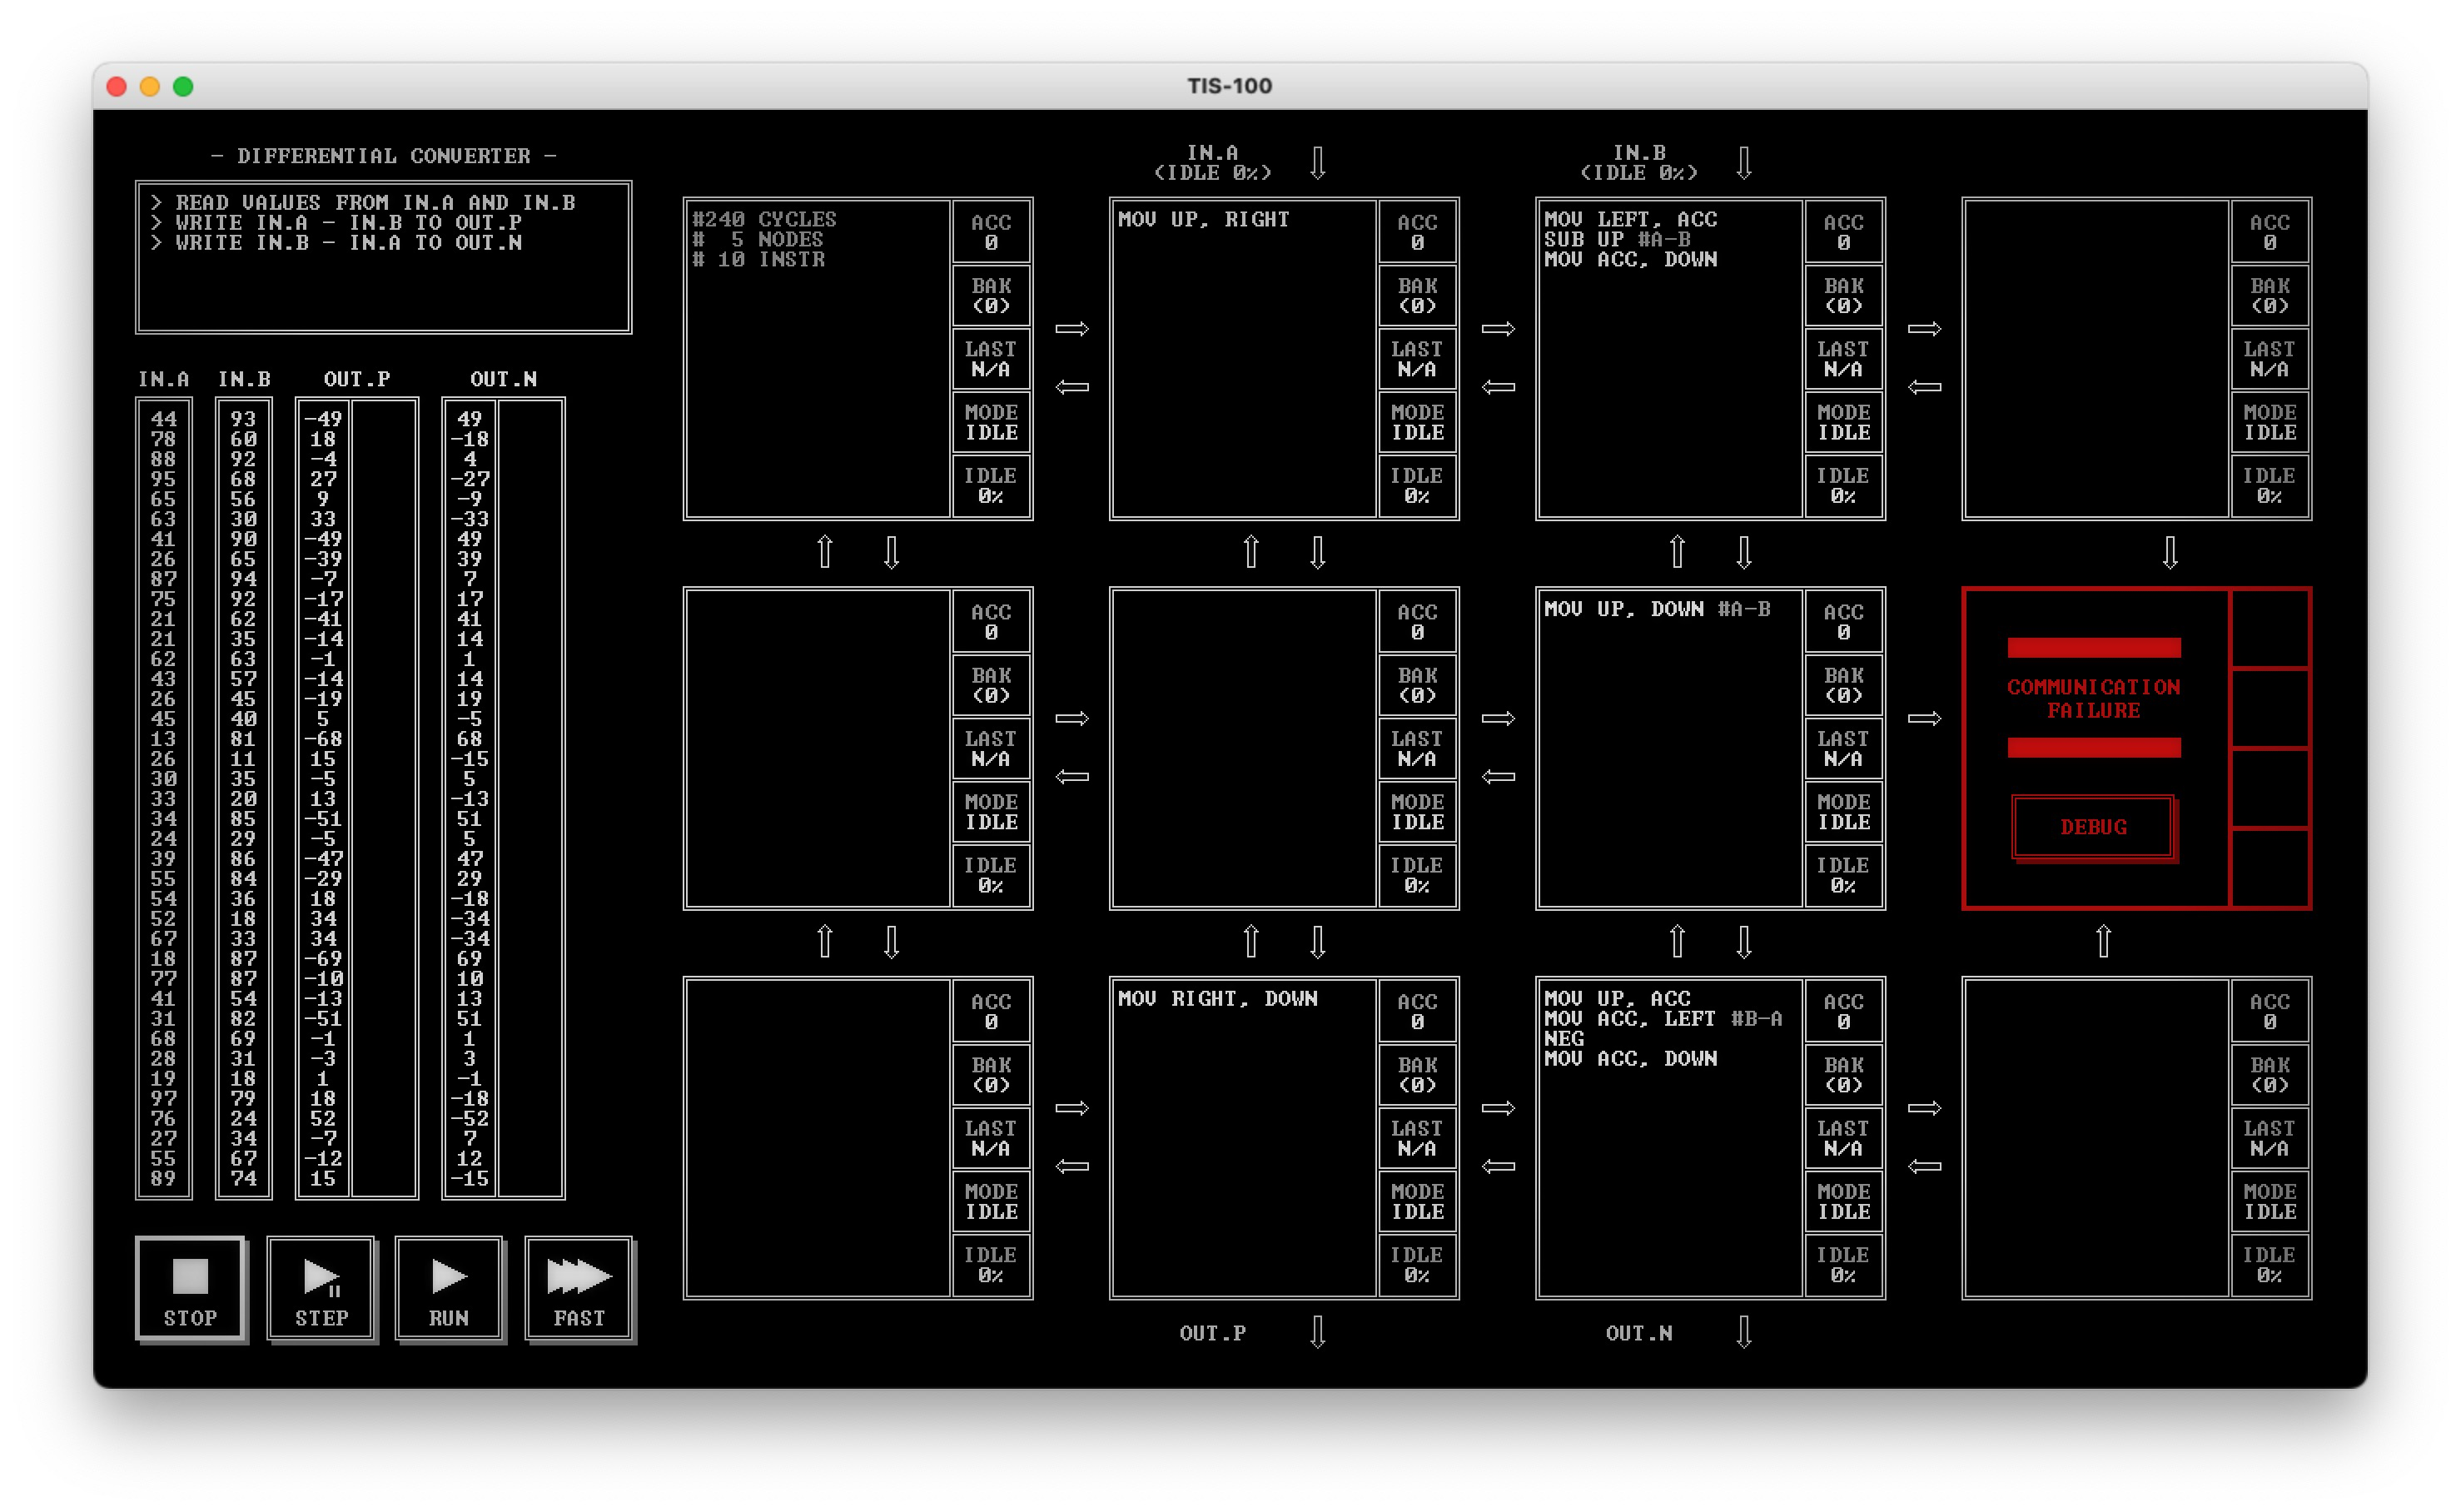 TIS-100
- DIFFERENTIAL CONVERTER -
> READ VALUES FROM IN.A AND IN.B
> WRITE IN.A - IN.B TO OUT.P
> WRITE IN.B - IN.A TO OUT.N
IN.A IN.B OUT.P OUT.N
44 93 -49 49
78 60 18 -18
88 92 -4 4
95 68 27 -27
65 56 9 -9
63 30 33 -33
41 90 -49 49
26 65 -39 39
87 94 -7 7
75 92 -17 17
21 62 -41 41
21 35 -14 14
62 63 -1 1
43 57 -14 14
26 45 -19 19
45 40 5 -5
13 81 -68 68
26 11 15 -15
30 35 -5 5
33 20 13 -13
34 85 -51 51
24 29 -5 5
39 86 -47 47
55 84 -29 29
54 36 18 -18
52 18 34 -34
67 33 34 -34
18 87 -69 69
77 87 -10 10
41 54 -13 13
31 82 -51 51
68 69 -1 1
28 31 -3 3
19 18 1 -1
97 79 18 -18
76 24 52 -52
27 34 -7 7
55 67 -12 12
89 74 15 -15
STOP
STEP
RUN
FAST
IN.A
(IDLE 0%)
IN.B
(IDLE 0%)
#240 CYCLES
# 5 NODES
# 10 INSTR
ACC
0
BAK
(0)
LAST
N/A
MODE
IDLE
IDLE
0%
MOV UP, RIGHT
ACC
0
BAK
(0)
LAST
N/A
MODE
IDLE
IDLE
0%
MOV LEFT, ACC
SUB UP #A-B
MOV ACC, DOWN
ACC
0
BAK
(0)
LAST
N/A
MODE
IDLE
IDLE
0%
ACC
0
BAK
(0)
LAST
N/A
MODE
IDLE
IDLE
0%
ACC
0
BAK
(0)
LAST
N/A
MODE
IDLE
IDLE
0%
ACC
0
BAK
(0)
LAST
N/A
MODE
IDLE
IDLE
0%
MOV UP, DOWN #A-B
ACC
0
BAK
(0)
LAST
N/A
MODE
IDLE
IDLE
0%
COMMUNICATION
FAILURE
DEBUG
ACC
0
BAK
(0)
LAST
N/A
MODE
IDLE
IDLE
0%
MOV RIGHT, DOWN
ACC
0
BAK
(0)
LAST
N/A
MODE
IDLE
IDLE
0%
MOV UP, ACC
MOV ACC, LEFT #B-A
NEG
MOV ACC, DOWN
ACC
0
BAK
(0)
LAST
N/A
MODE
IDLE
IDLE
0%
ACC
0
BAK
(0)
LAST
N/A
MODE
IDLE
IDLE
0%
OUT.P
OUT.N